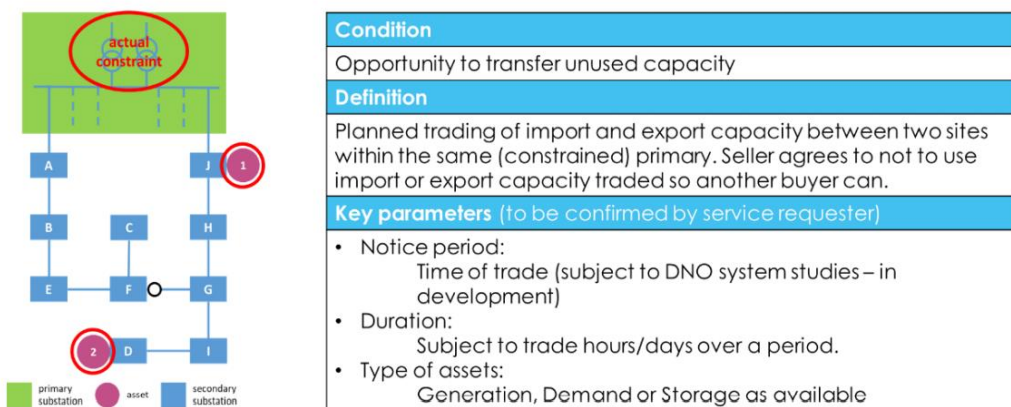 actual
constraint
A
J
1
B
C
H
E
F
G
2
D
I
primary
substation
asset
secondary
substation
Condition
Opportunity to transfer unused capacity
Definition
Planned trading of import and export capacity between two sites
within the same (constrained) primary. Seller agrees to not to use
import or export capacity traded so another buyer can.
Key parameters (to be confirmed by service requester)
• Notice period:
Time of trade (subject to DNO system studies – in
development)
• Duration:
Subject to trade hours/days over a period.
• Type of assets:
Generation, Demand or Storage as available